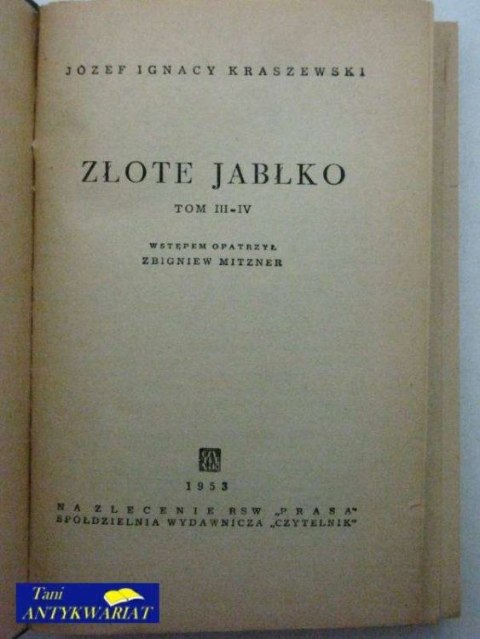 JÓZEF IGNACY KRASZEWSKI
ZŁOTE JABŁKO
TOM III-IV
WSTĘPEM OPATRZYŁ
ZBIGNIEW MITZNER
1953
NA ZLECENIE RSW „PRASA"
SPÓŁDZIELNIA WYDAWNICZA „CZYTELNIK"
Tani
ANTYKWARIAT